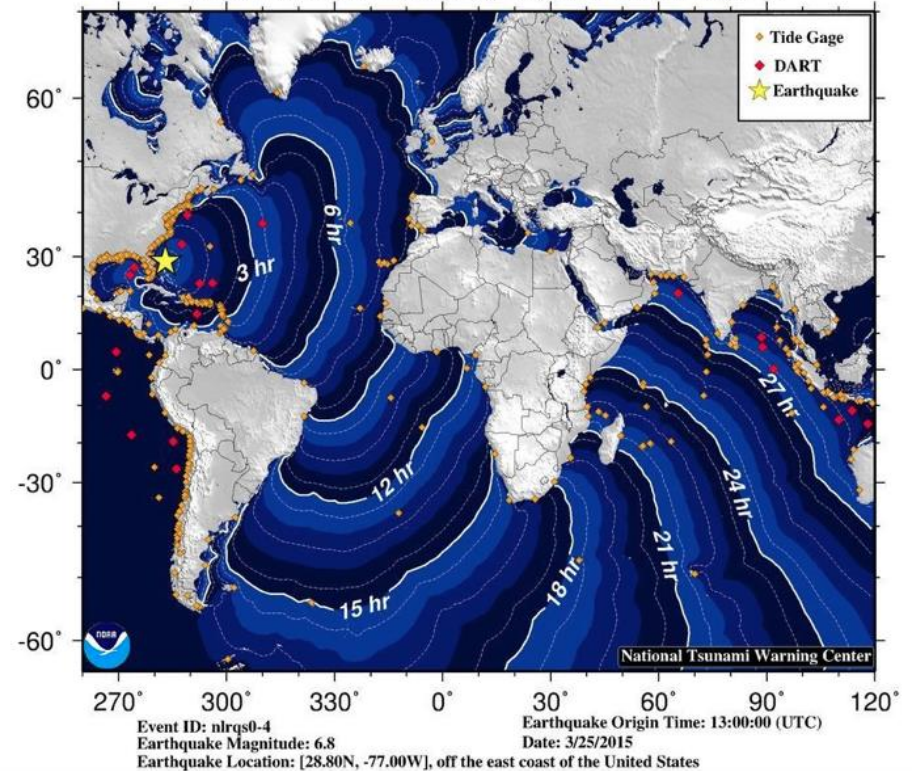 Tide Gage
DART
Earthquake
60°
30°
0°
-30°
-60°
3 hr
6 hr
12 hr
15 hr
18 hr
21 hr
24 hr
27 hr
NOAA
National Tsunami Warning Center
270° 300° 330° 0° 30° 60° 90° 120°
Event ID: nlrqs0-4
Earthquake Magnitude: 6.8
Earthquake Origin Time: 13:00:00 (UTC)
Date: 3/25/2015
Earthquake Location: [28.80N, -77.00W], off the east coast of the United States